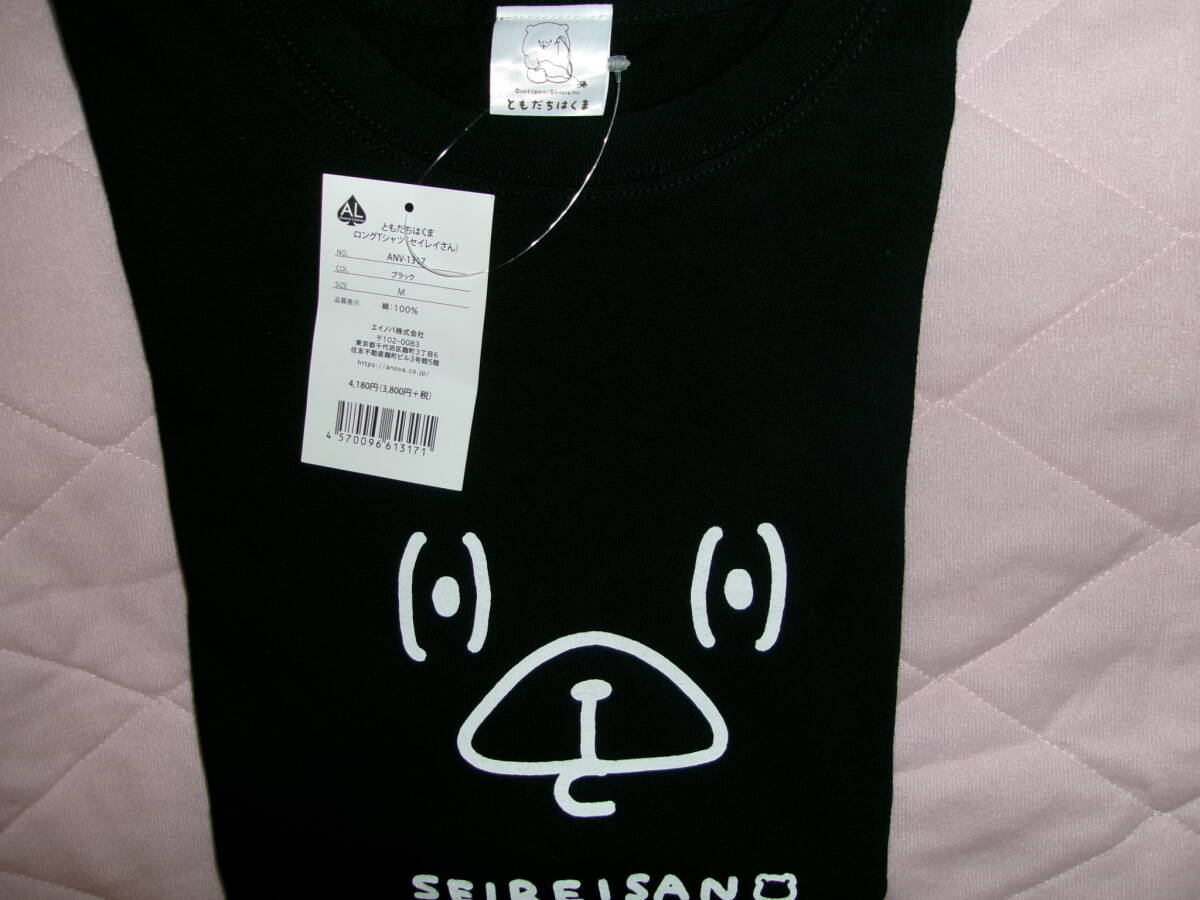 ともだちはくま
AL
ともだちはくま
ロングTシャツ(セイレイさん)
NO. ANV-1317
COL. ブラック
SIZE M
品質表示 綿:100%
エイノバ株式会社
〒102-0083
東京都千代田区麹町3丁目6
住友不動産麹町ビル3号館5階
https://anova.co.jp/
4,180円(3,800円+税)
4 570096 613171
SEIREISAN